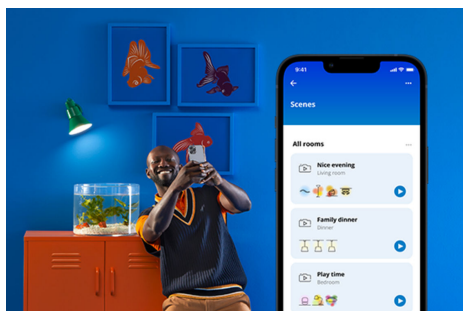 9:41
Scenes
All rooms
Nice evening
Living room
Family dinner
Dinner
Play time
Bedroom